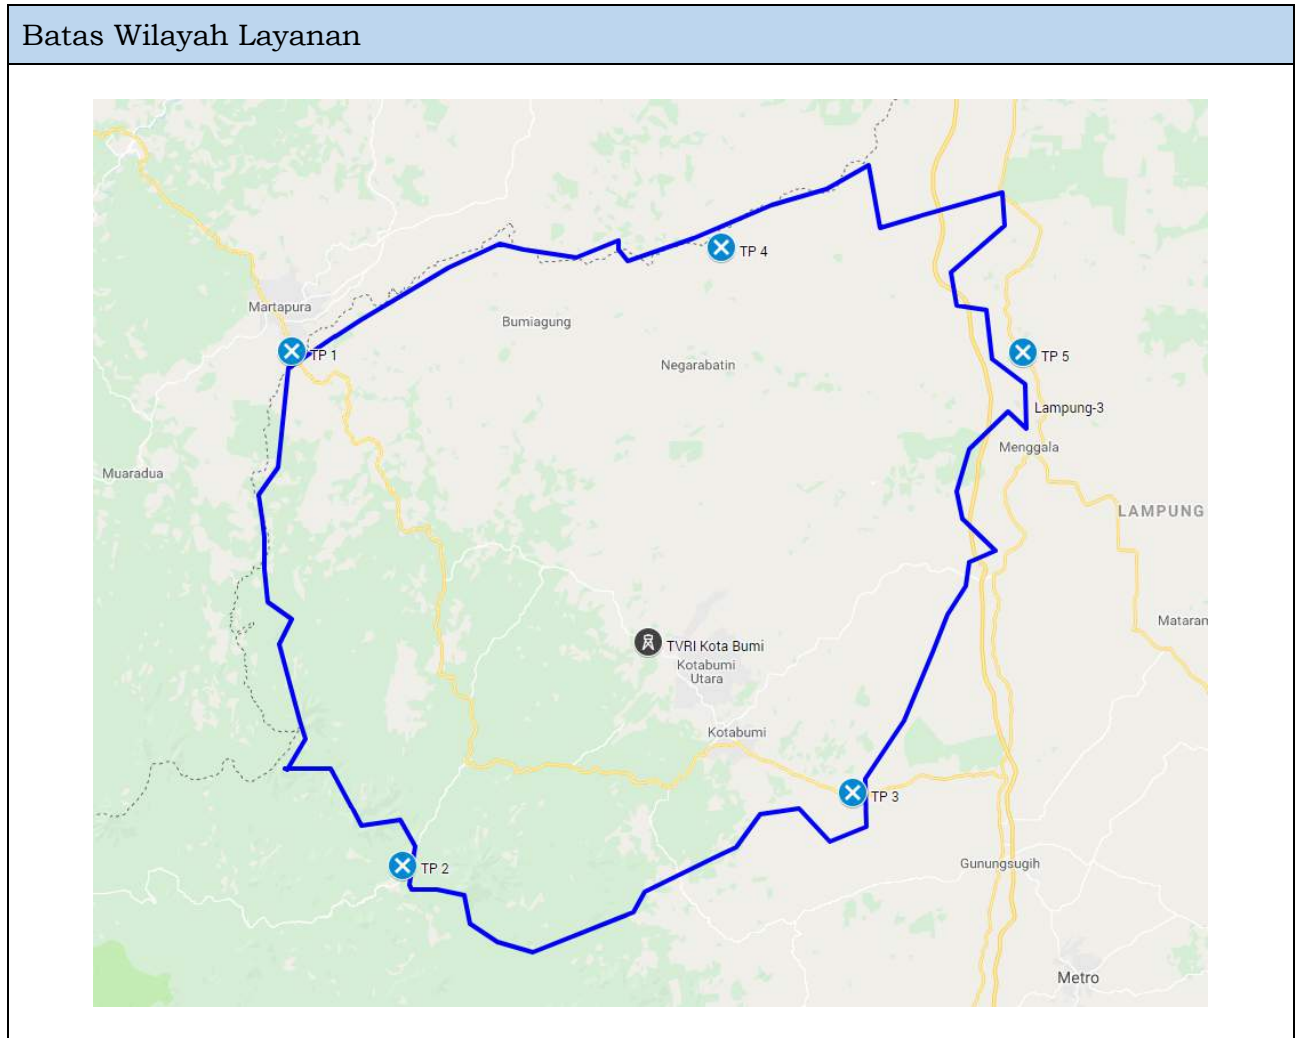 Batas Wilayah Layanan
TP 4
Martapura
Bumiagung
TP 1
Negarabatin
TP 5
Lampung-3
Menggala
Muaradua
LAMPUNG
Mataram
TVRI Kota Bumi
Kotabumi
Utara
Kotabumi
TP 3
TP 2
Gunungsugih
Metro